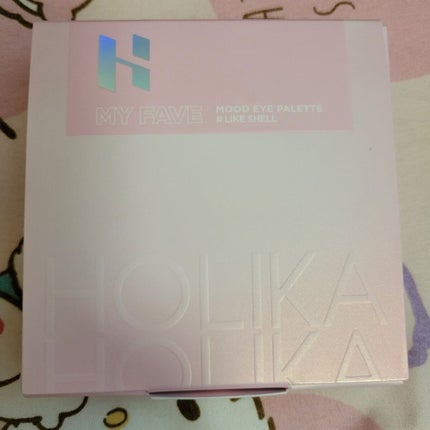 H
MY FAVE MOOD EYE PALETTE
# LIKE SHELL
HOLIKA
HOLIKA